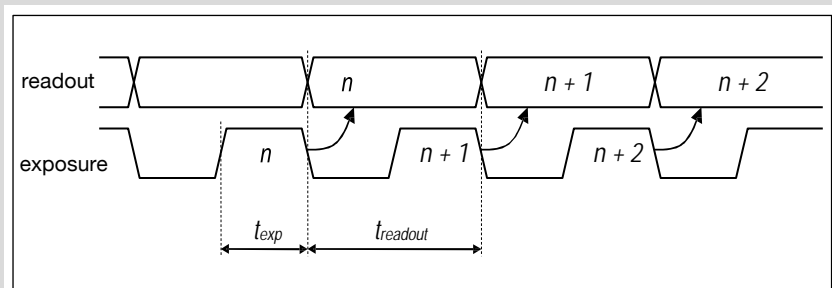 readout n n + 1 n + 2
exposure n n + 1 n + 2
texp treadout